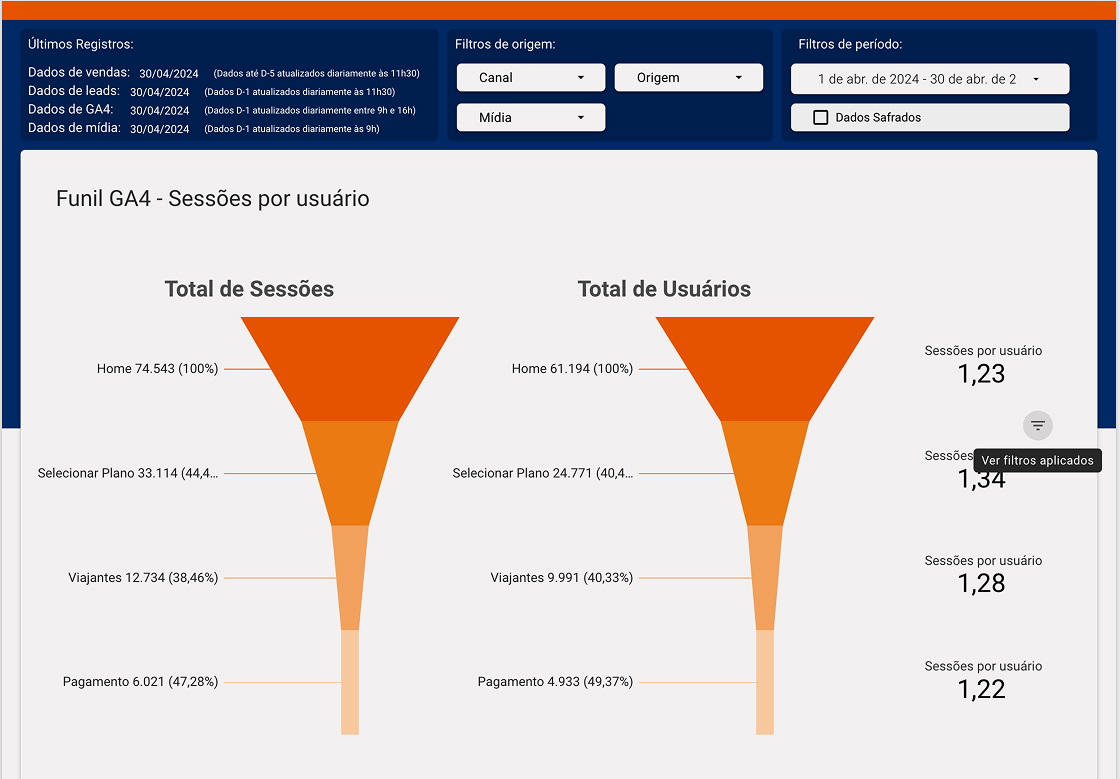 Últimos Registros:
Dados de vendas: 30/04/2024 (Dados até D-5 atualizados diariamente às 11h30)
Dados de leads: 30/04/2024 (Dados D-1 atualizados diariamente às 11h30)
Dados de GA4: 30/04/2024 (Dados D-1 atualizados diariamente entre 9h e 16h)
Dados de mídia: 30/04/2024 (Dados D-1 atualizados diariamente às 9h)
Filtros de origem:
Canal
Origem
Mídia
Filtros de período:
1 de abr. de 2024 - 30 de abr. de 2
Dados Safrados
Funil GA4 - Sessões por usuário
Total de Sessões
Home 74.543 (100%)
Selecionar Plano 33.114 (44,4...
Viajantes 12.734 (38,46%)
Pagamento 6.021 (47,28%)
Total de Usuários
Home 61.194 (100%)
Selecionar Plano 24.771 (40,4...
Viajantes 9.991 (40,33%)
Pagamento 4.933 (49,37%)
Sessões por usuário
1,23
Sessões
Ver filtros aplicados
1,34
Sessões por usuário
1,28
Sessões por usuário
1,22